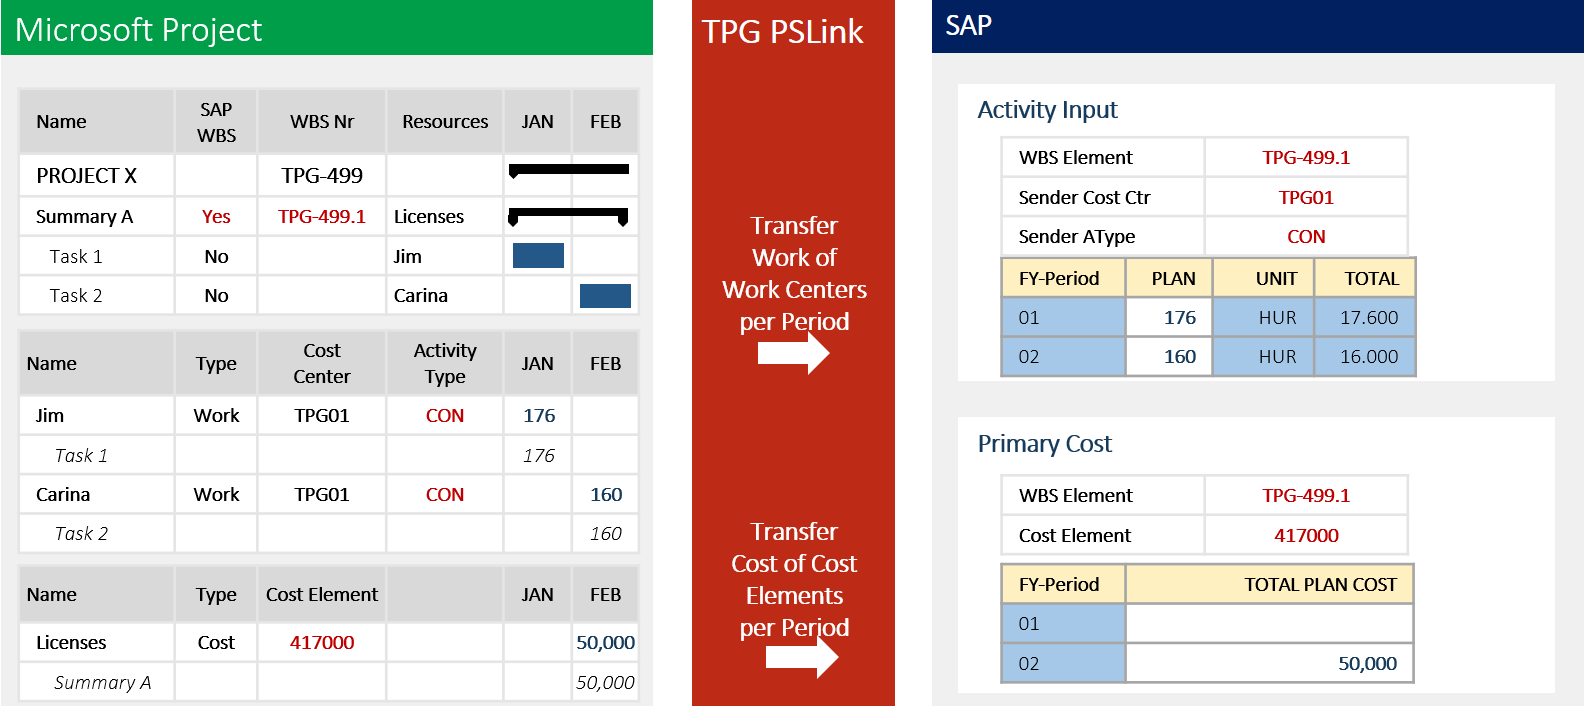 Microsoft Project
Name SAP WBS WBS Nr Resources JAN FEB
PROJECT X TPG-499
Summary A Yes TPG-499.1 Licenses
Task 1 No Jim
Task 2 No Carina
Name Type Cost Center Activity Type JAN FEB
Jim Work TPG01 CON 176
Task 1 176
Carina Work TPG01 CON 160
Task 2 160
Name Type Cost Element JAN FEB
Licenses Cost 417000 50,000
Summary A 50,000
TPG PSLink
Transfer
Work of
Work Centers
per Period
Transfer
Cost of Cost
Elements
per Period
SAP
Activity Input
WBS Element TPG-499.1
Sender Cost Ctr TPG01
Sender AType CON
FY-Period PLAN UNIT TOTAL
01 176 HUR 17.600
02 160 HUR 16.000
Primary Cost
WBS Element TPG-499.1
Cost Element 417000
FY-Period TOTAL PLAN COST
01
02 50,000